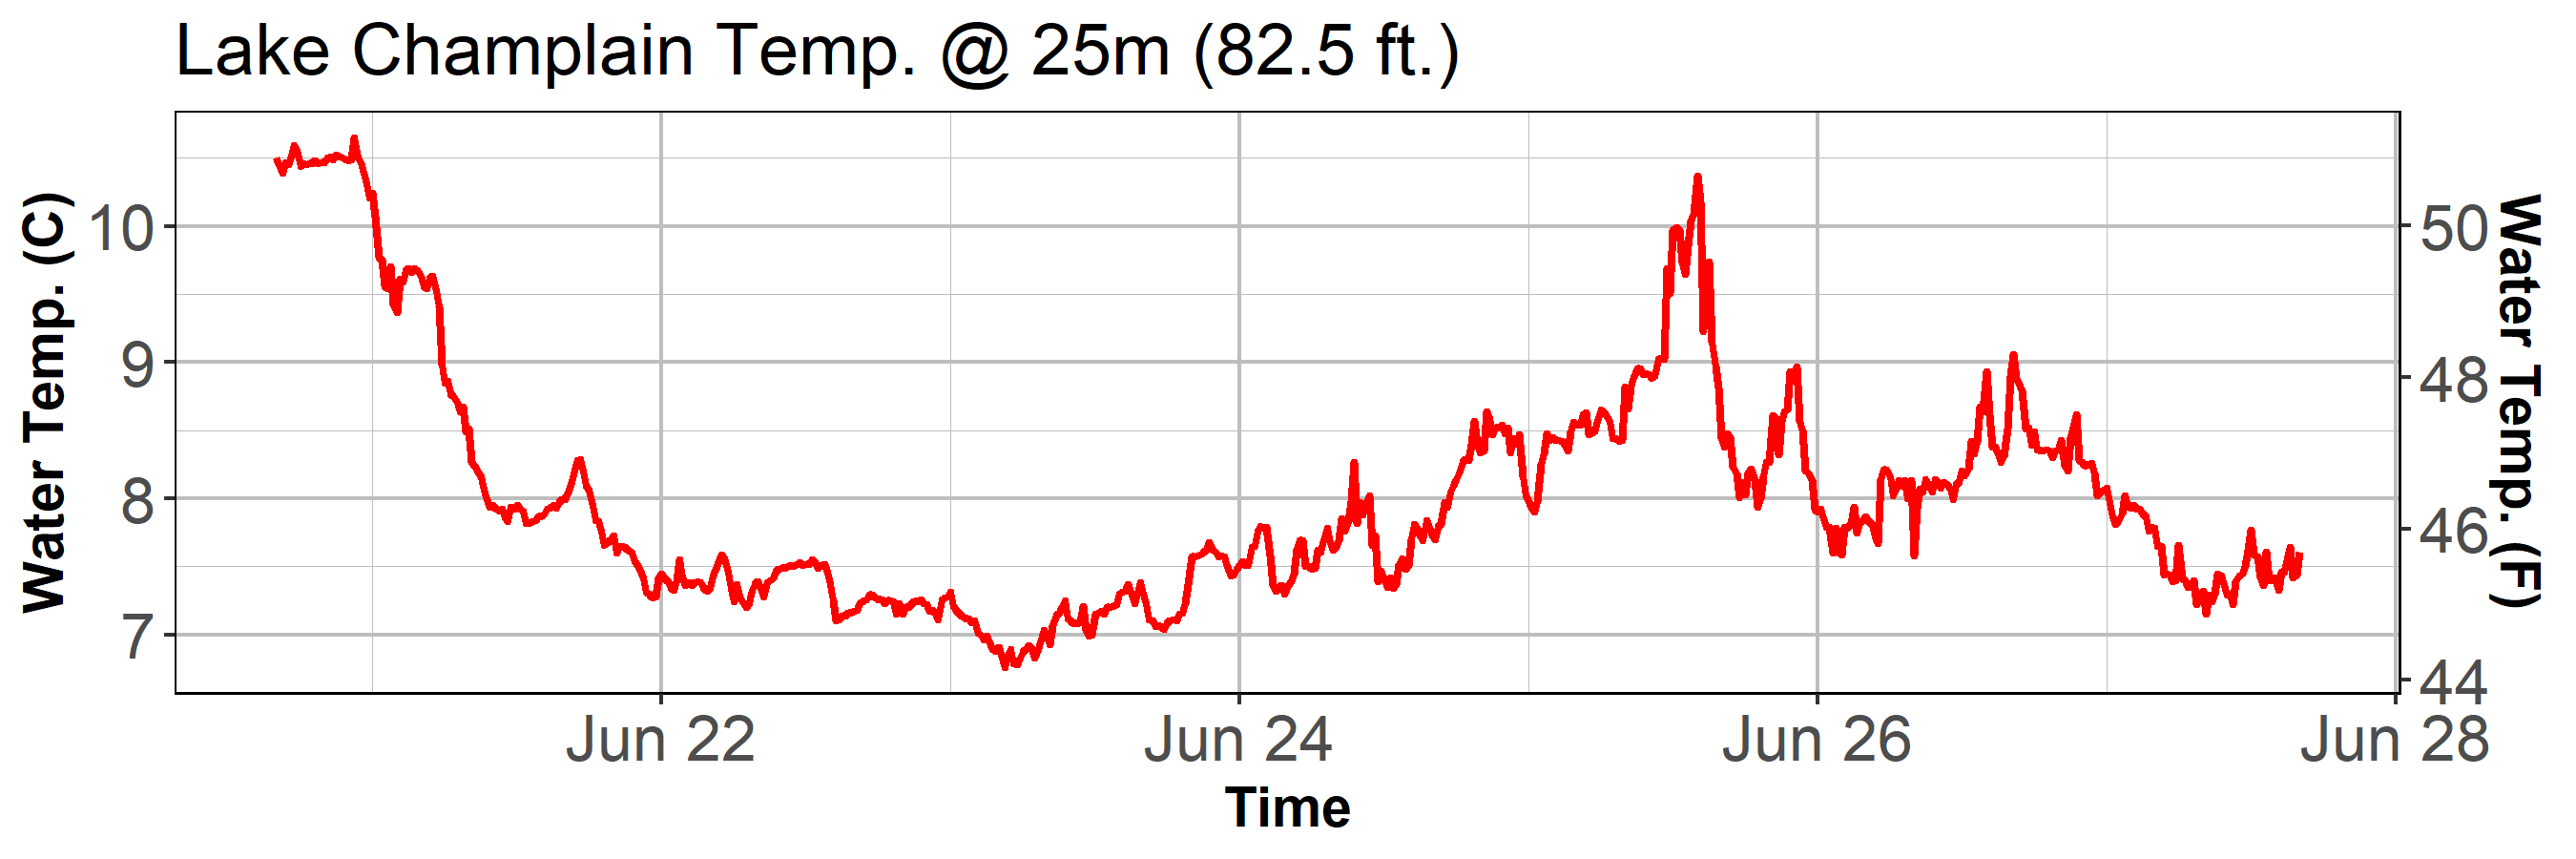 Lake Champlain Temp. @ 25m (82.5 ft.)
Water Temp. (C)
10
9
8
7
50
48
46
44
Water Temp. (F)
Jun 22 Jun 24 Jun 26 Jun 28
Time